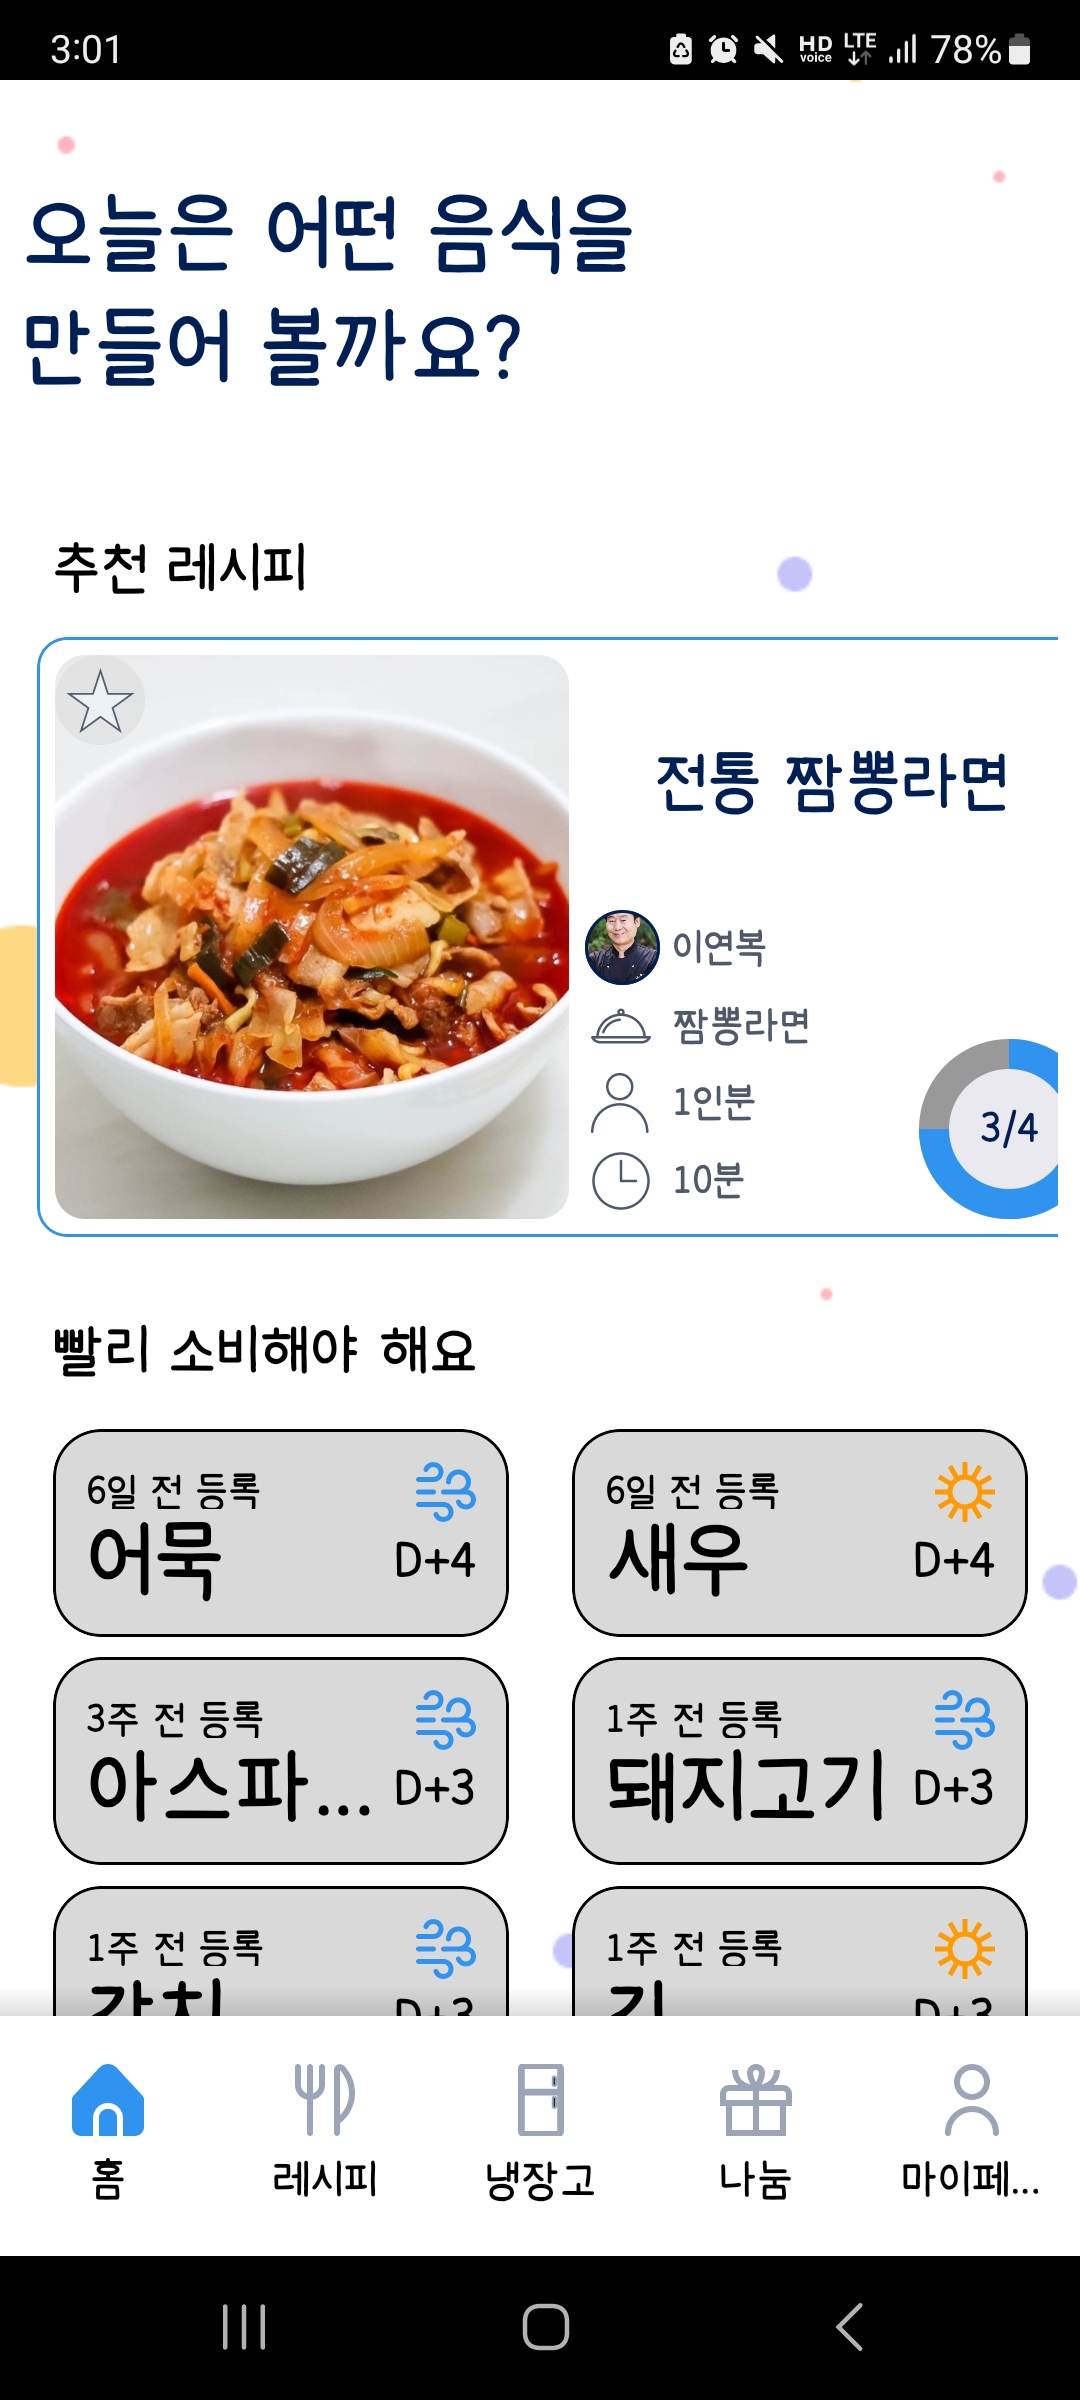 3:01
HD voice LTE 78%
오늘은 어떤 음식을
만들어 볼까요?
추천 레시피
전통 짬뽕라면
이연복
짬뽕라면
1인분
3/4
10분
빨리 소비해야 해요
6일 전 등록
어묵 D+4
6일 전 등록
새우 D+4
3주 전 등록
아스파... D+3
1주 전 등록
돼지고기 D+3
1주 전 등록
D+3
1주 전 등록
D+3
홈 레시피 냉장고 나눔 마이페...